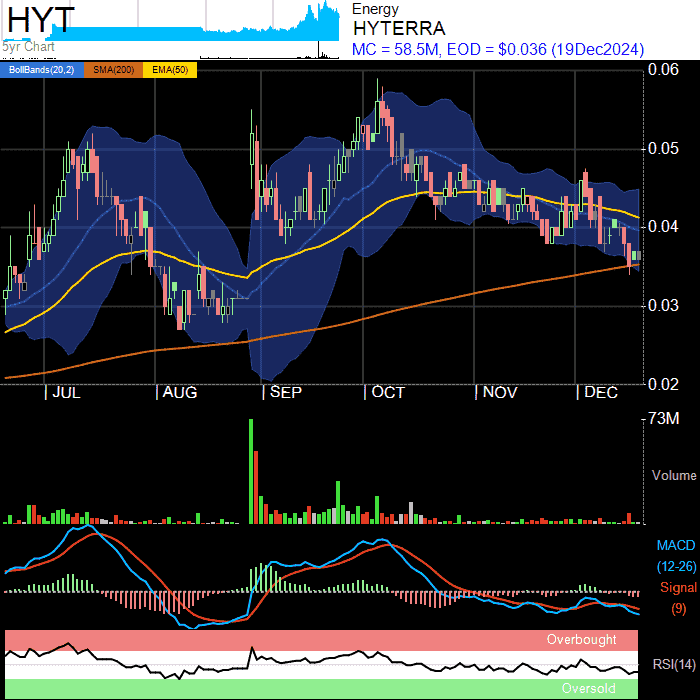 HYT
5yr Chart
Energy
HYTERRA
MC = 58.5M, EOD = $0.036 (19Dec2024)
BollBands(20,2) SMA(200) EMA(50)
0.06
0.05
0.04
0.03
0.02
| JUL | AUG | SEP | OCT | NOV | DEC
73M
Volume
MACD
(12-26)
Signal
(9)
Overbought
RSI(14)
Oversold